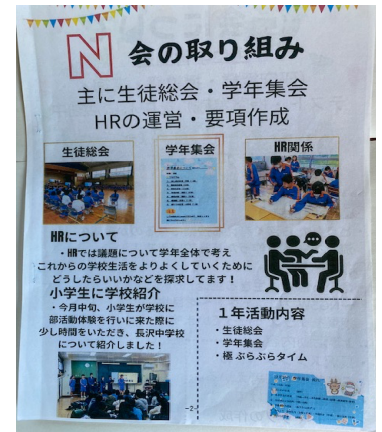 N 会の取り組み
主に生徒総会・学年集会
HRの運営・要項作成
生徒総会
学年集会
HR関係
HRについて
・HRでは議題について学年全体で考え
これからの学校生活をよりよくしていくために
どうしたらいいかなどを探求してます！
小学生に学校紹介
・今月中旬、小学生が学校に
部活動体験を行いに来た際に
少し時間をいただき、長沢中学校
について紹介しました！
１年活動内容
・生徒総会
・学年集会
・極 ぶらぶらタイム
-2-